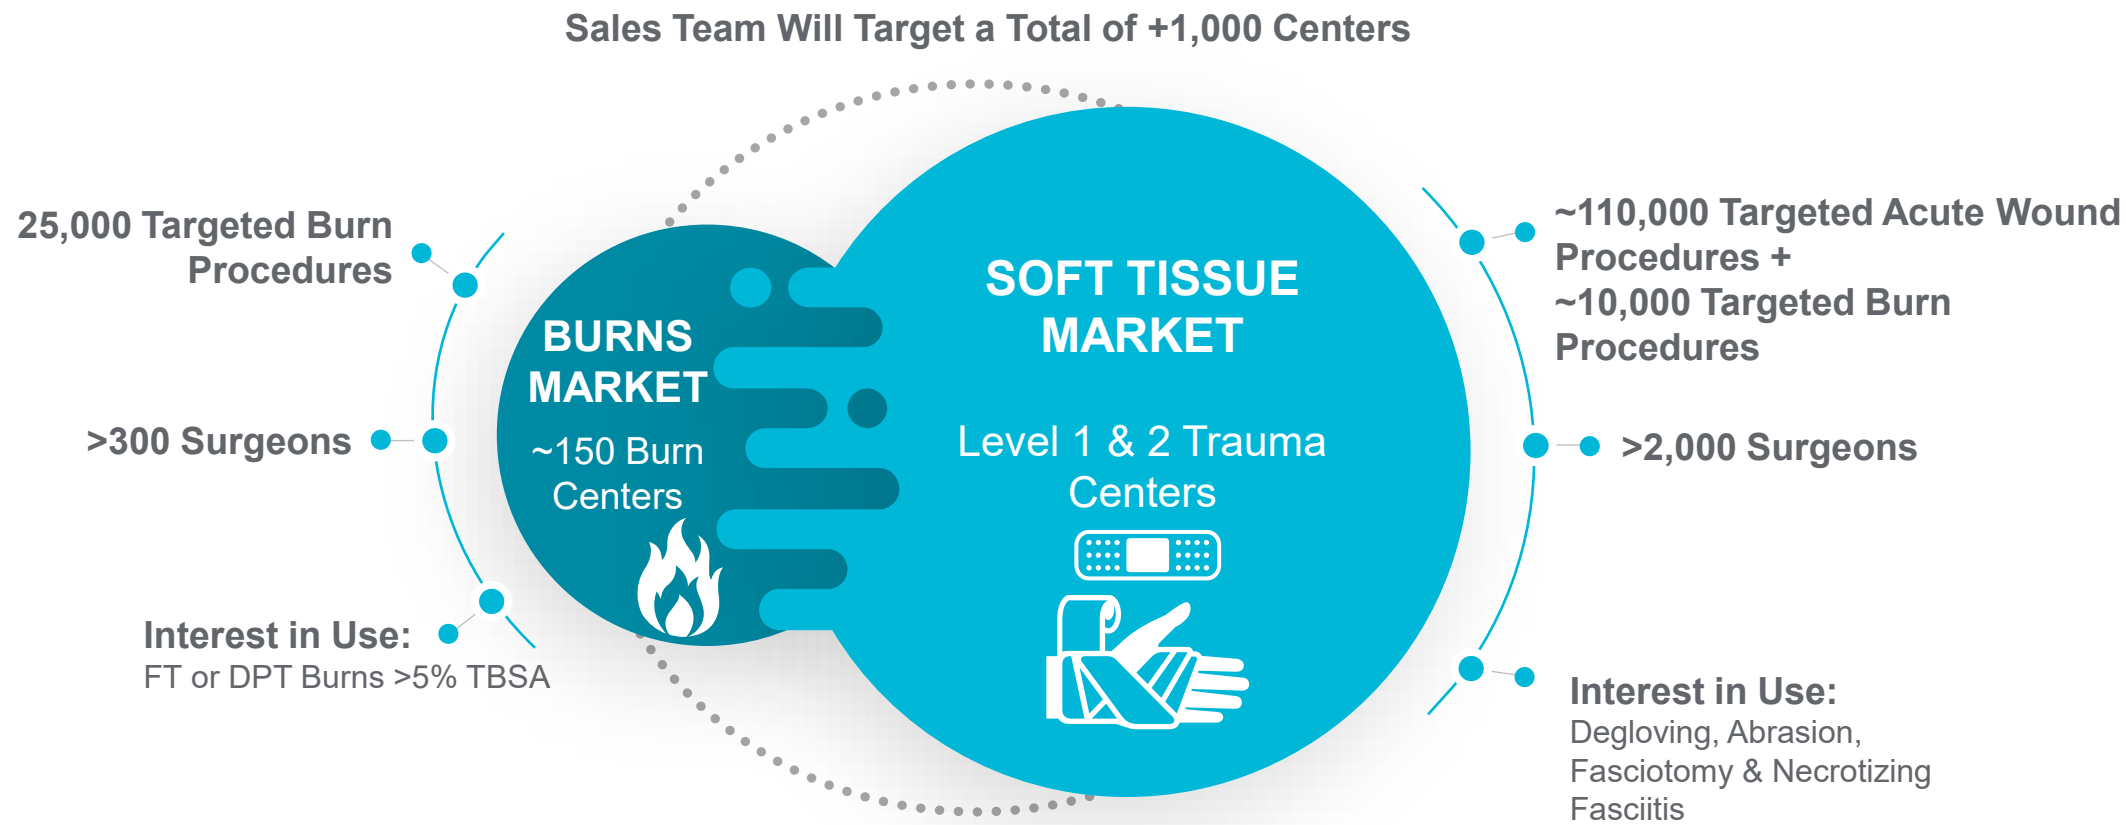 Sales Team Will Target a Total of +1,000 Centers
25,000 Targeted Burn
Procedures
>300 Surgeons
Interest in Use:
FT or DPT Burns >5% TBSA
BURNS
MARKET
~150 Burn
Centers
SOFT TISSUE
MARKET
Level 1 & 2 Trauma
Centers
~110,000 Targeted Acute Wound
Procedures +
~10,000 Targeted Burn
Procedures
>2,000 Surgeons
Interest in Use:
Degloving, Abrasion,
Fasciotomy & Necrotizing
Fasciitis